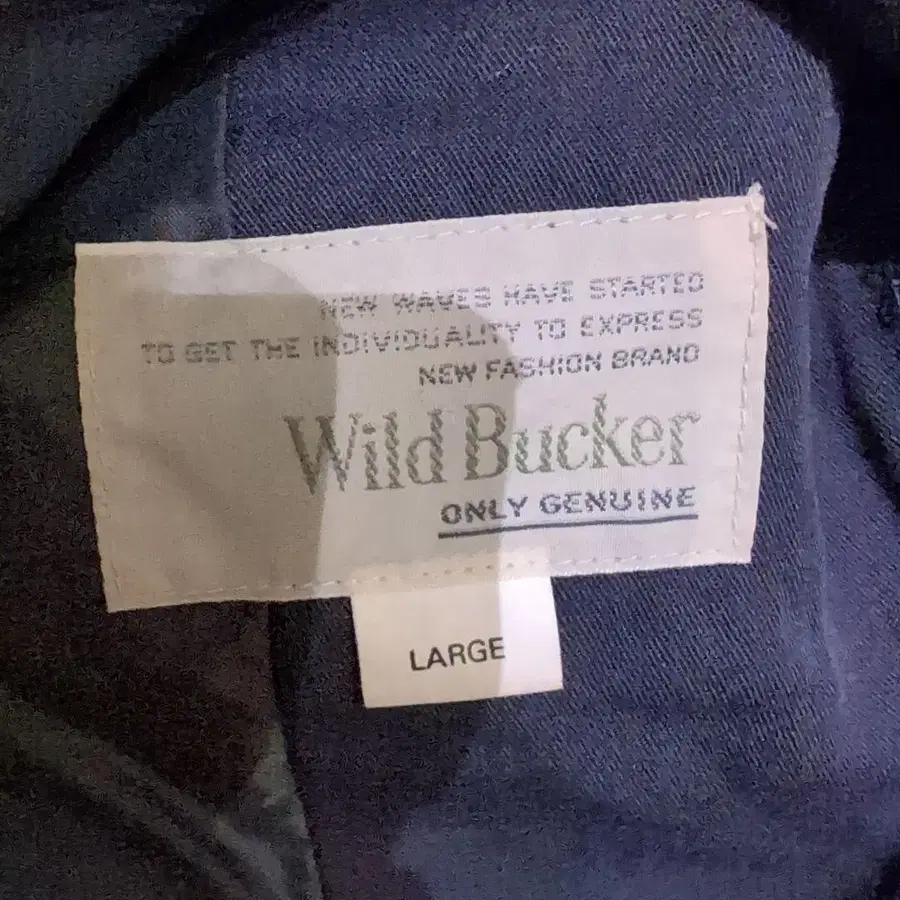 NEW WAVES HAVE STARTED
TO GET THE INDIVIDUALITY TO EXPRESS
NEW FASHION BRAND
Wild Bucker
ONLY GENUINE
LARGE